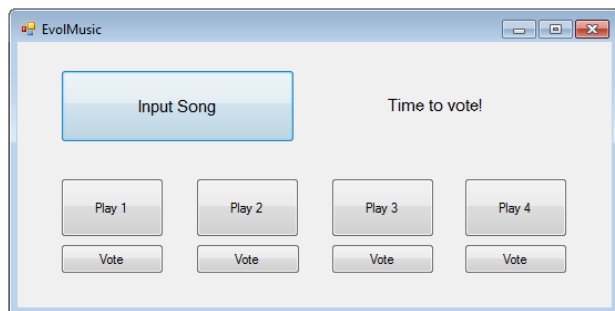 EvolMusic
Input Song
Time to vote!
Play 1
Play 2
Play 3
Play 4
Vote
Vote
Vote
Vote